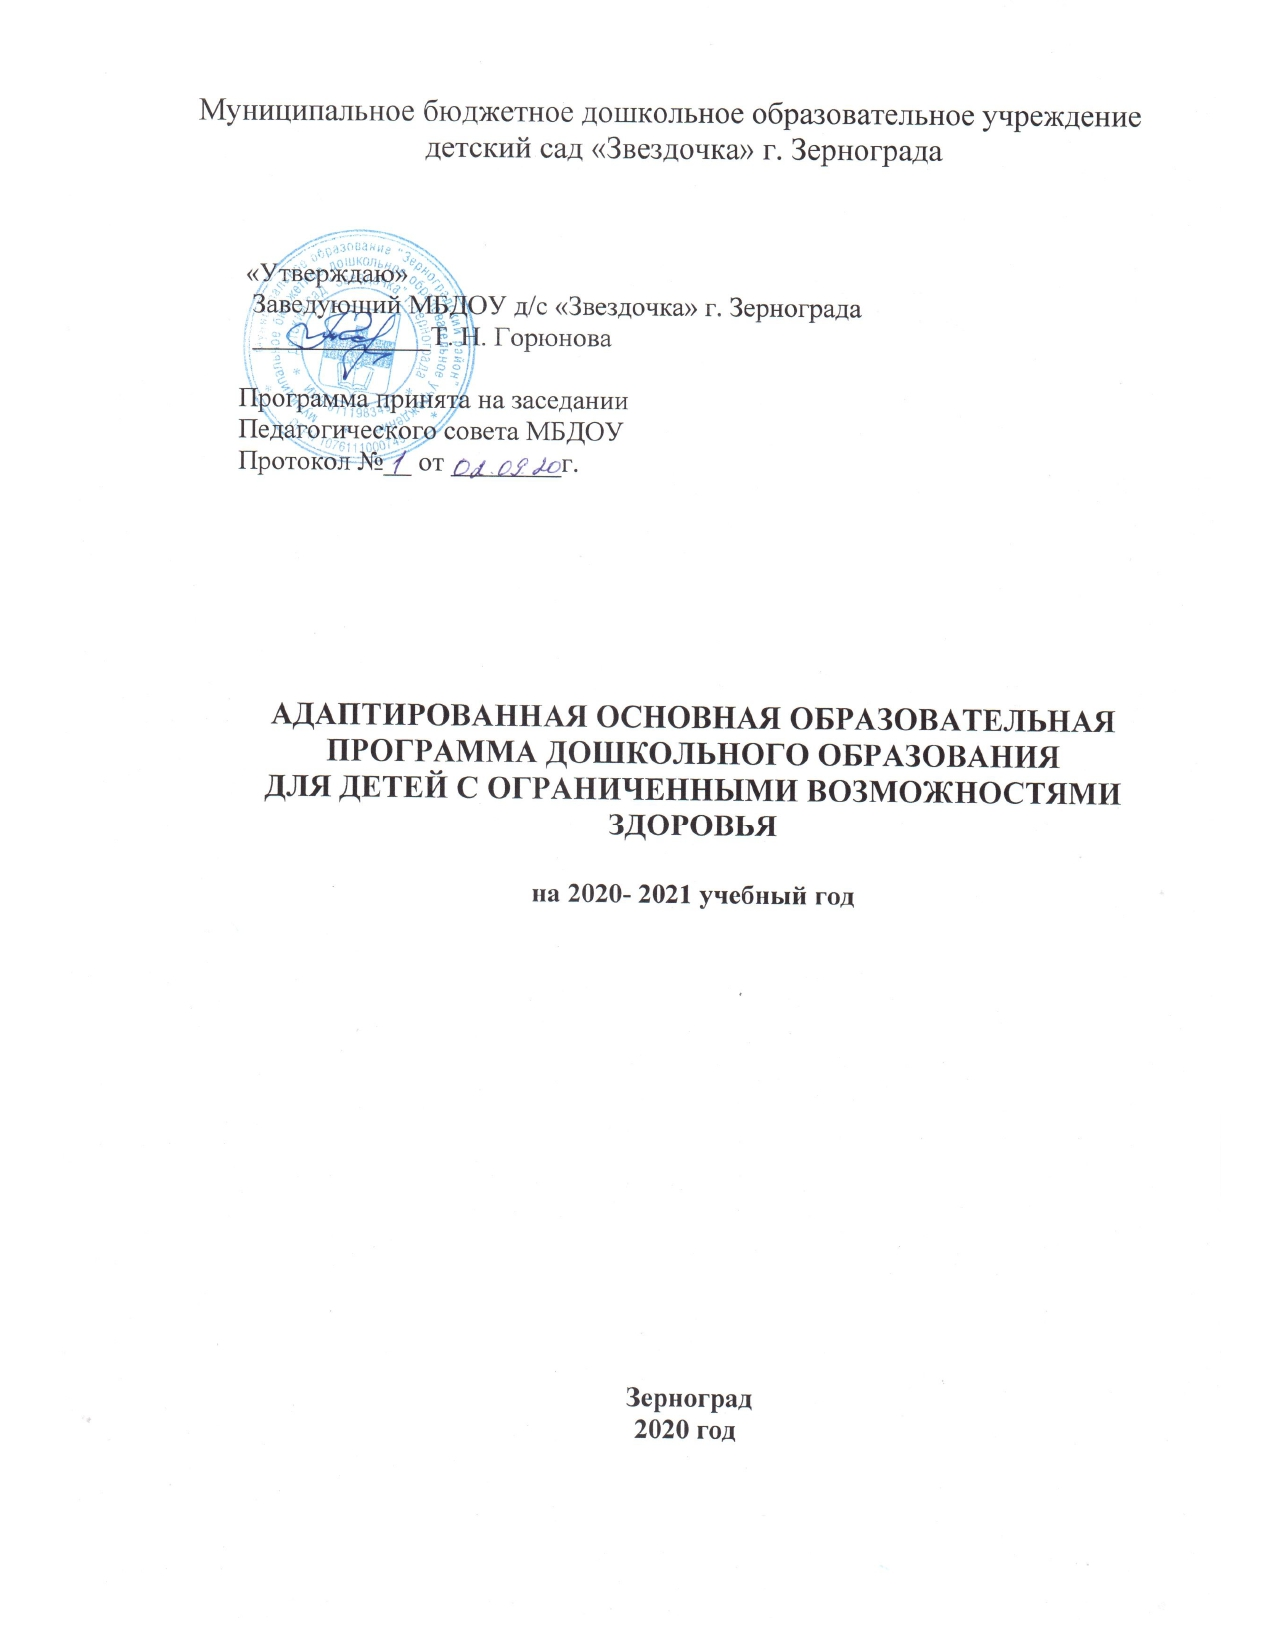 Муниципальное бюджетное дошкольное образовательное учреждение
детский сад «Звездочка» г. Зернограда
«Утверждаю»
Заведующий МБДОУ д/с «Звездочка» г. Зернограда
_____________Т. Н. Горюнова
Программа принята на заседании
Педагогического совета МБДОУ
Протокол № 1 от 02.09.20г.
АДАПТИРОВАННАЯ ОСНОВНАЯ ОБРАЗОВАТЕЛЬНАЯ
ПРОГРАММА ДОШКОЛЬНОГО ОБРАЗОВАНИЯ
ДЛЯ ДЕТЕЙ С ОГРАНИЧЕННЫМИ ВОЗМОЖНОСТЯМИ
ЗДОРОВЬЯ
на 2020- 2021 учебный год
Зерноград
2020 год